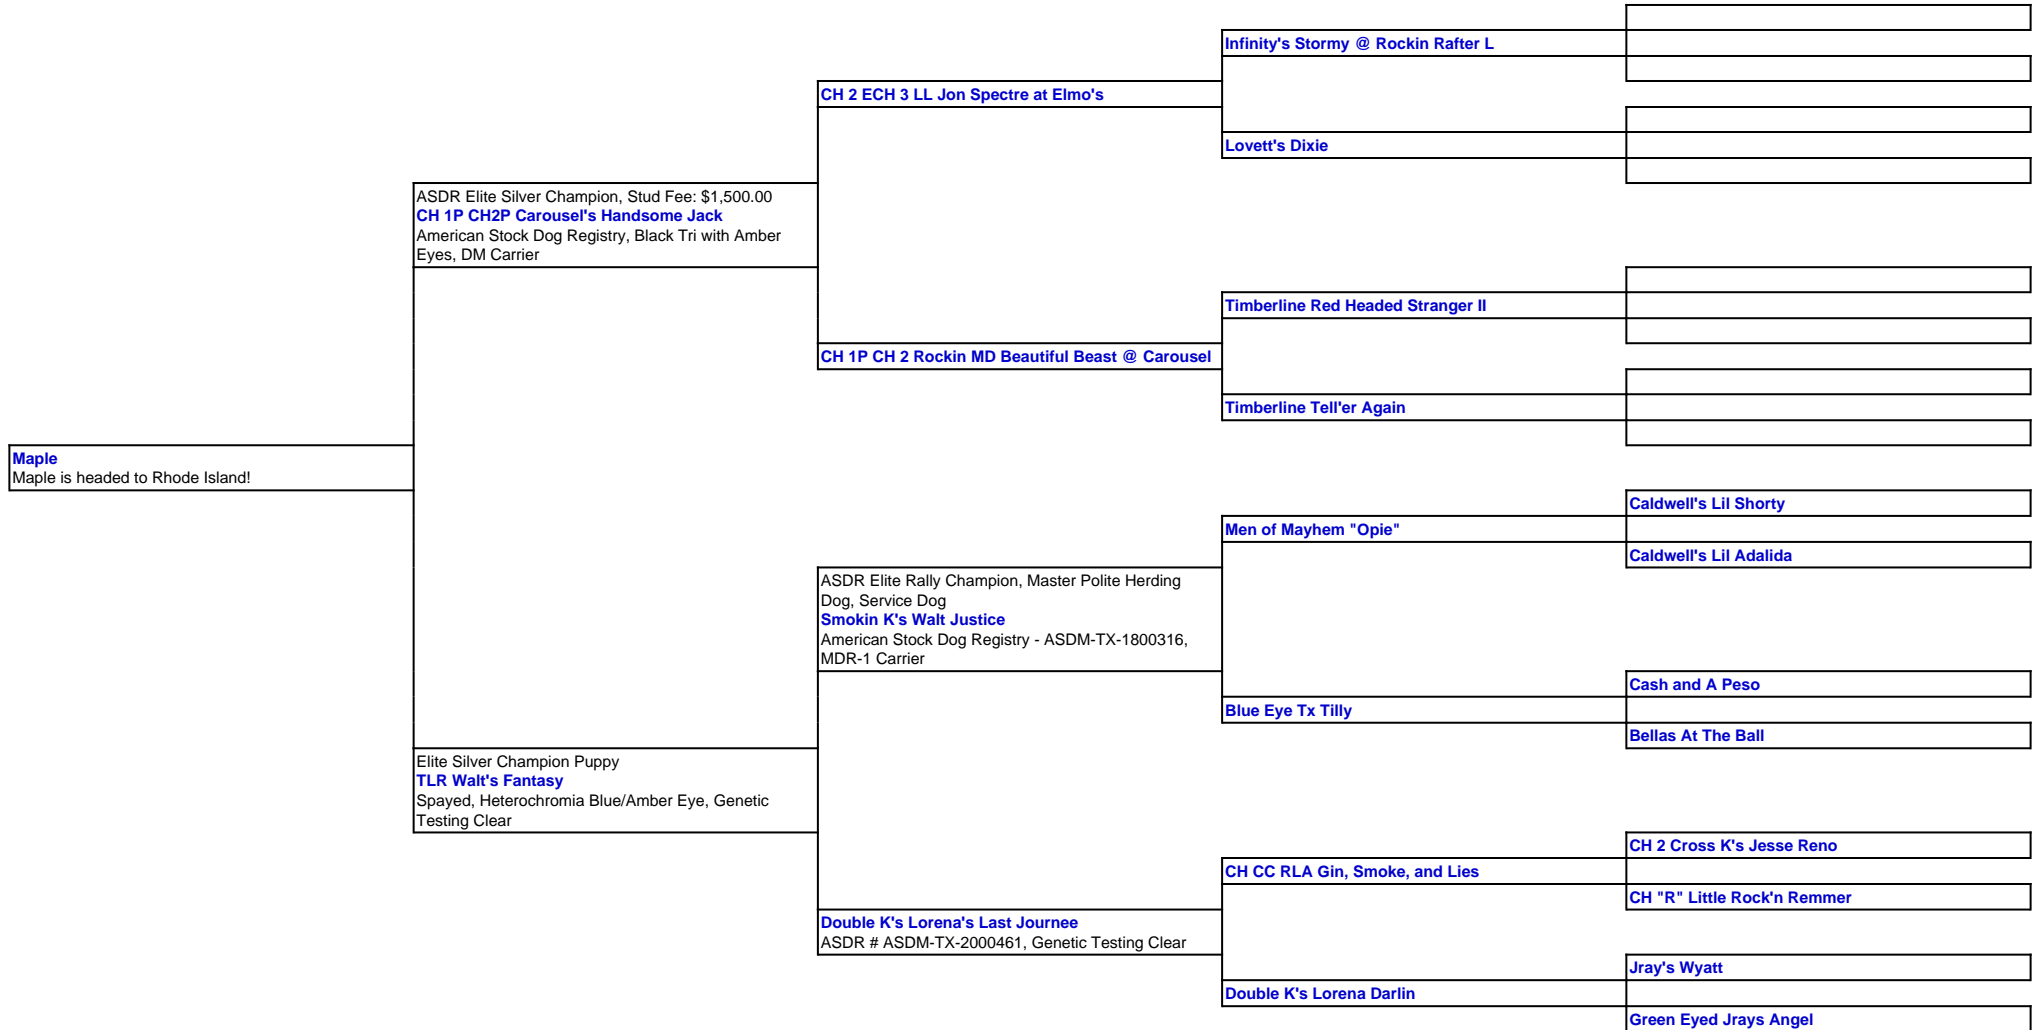 Infinity's Stormy @ Rockin Rafter L
CH 2 ECH 3 LL Jon Spectre at Elmo's
Lovett's Dixie
ASDR Elite Silver Champion, Stud Fee: $1,500.00
CH 1P CH2P Carousel's Handsome Jack
American Stock Dog Registry, Black Tri with Amber
Eyes, DM Carrier
Timberline Red Headed Stranger II
CH 1P CH 2 Rockin MD Beautiful Beast @ Carousel
Timberline Tell'er Again
Maple
Maple is headed to Rhode Island!
Caldwell's Lil Shorty
Men of Mayhem "Opie"
Caldwell's Lil Adalida
ASDR Elite Rally Champion, Master Polite Herding
Dog, Service Dog
Smokin K's Walt Justice
American Stock Dog Registry - ASDM-TX-1800316,
MDR-1 Carrier
Cash and A Peso
Blue Eye Tx Tilly
Bellas At The Ball
Elite Silver Champion Puppy
TLR Walt's Fantasy
Spayed, Heterochromia Blue/Amber Eye, Genetic
Testing Clear
CH 2 Cross K's Jesse Reno
CH CC RLA Gin, Smoke, and Lies
CH "R" Little Rock'n Remmer
Double K's Lorena's Last Journee
ASDR # ASDM-TX-2000461, Genetic Testing Clear
Jray's Wyatt
Double K's Lorena Darlin
Green Eyed Jrays Angel